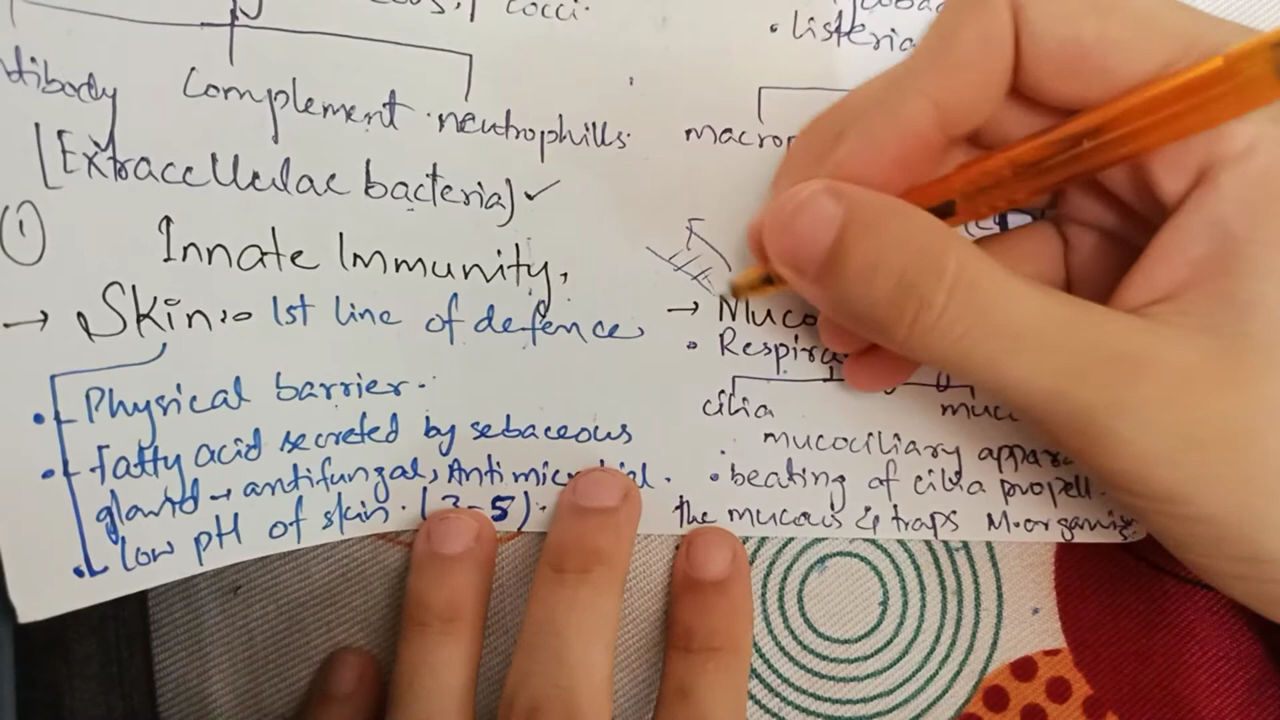 cocci.
• listeria
Complement • neutrophills.
[Extracellular bacteria] ✓
① Innate Immunity,
→ Skin:- 1st line of defence
• Physical barrier.
• Fatty acid secreted by sebaceous
gland → antifungal, Antimicrobial.
• low pH of skin. (3-5).
→ Muco
• Respira
cilia
mucociliary appara
• beating of cilia propell
the mucous & traps M.organis